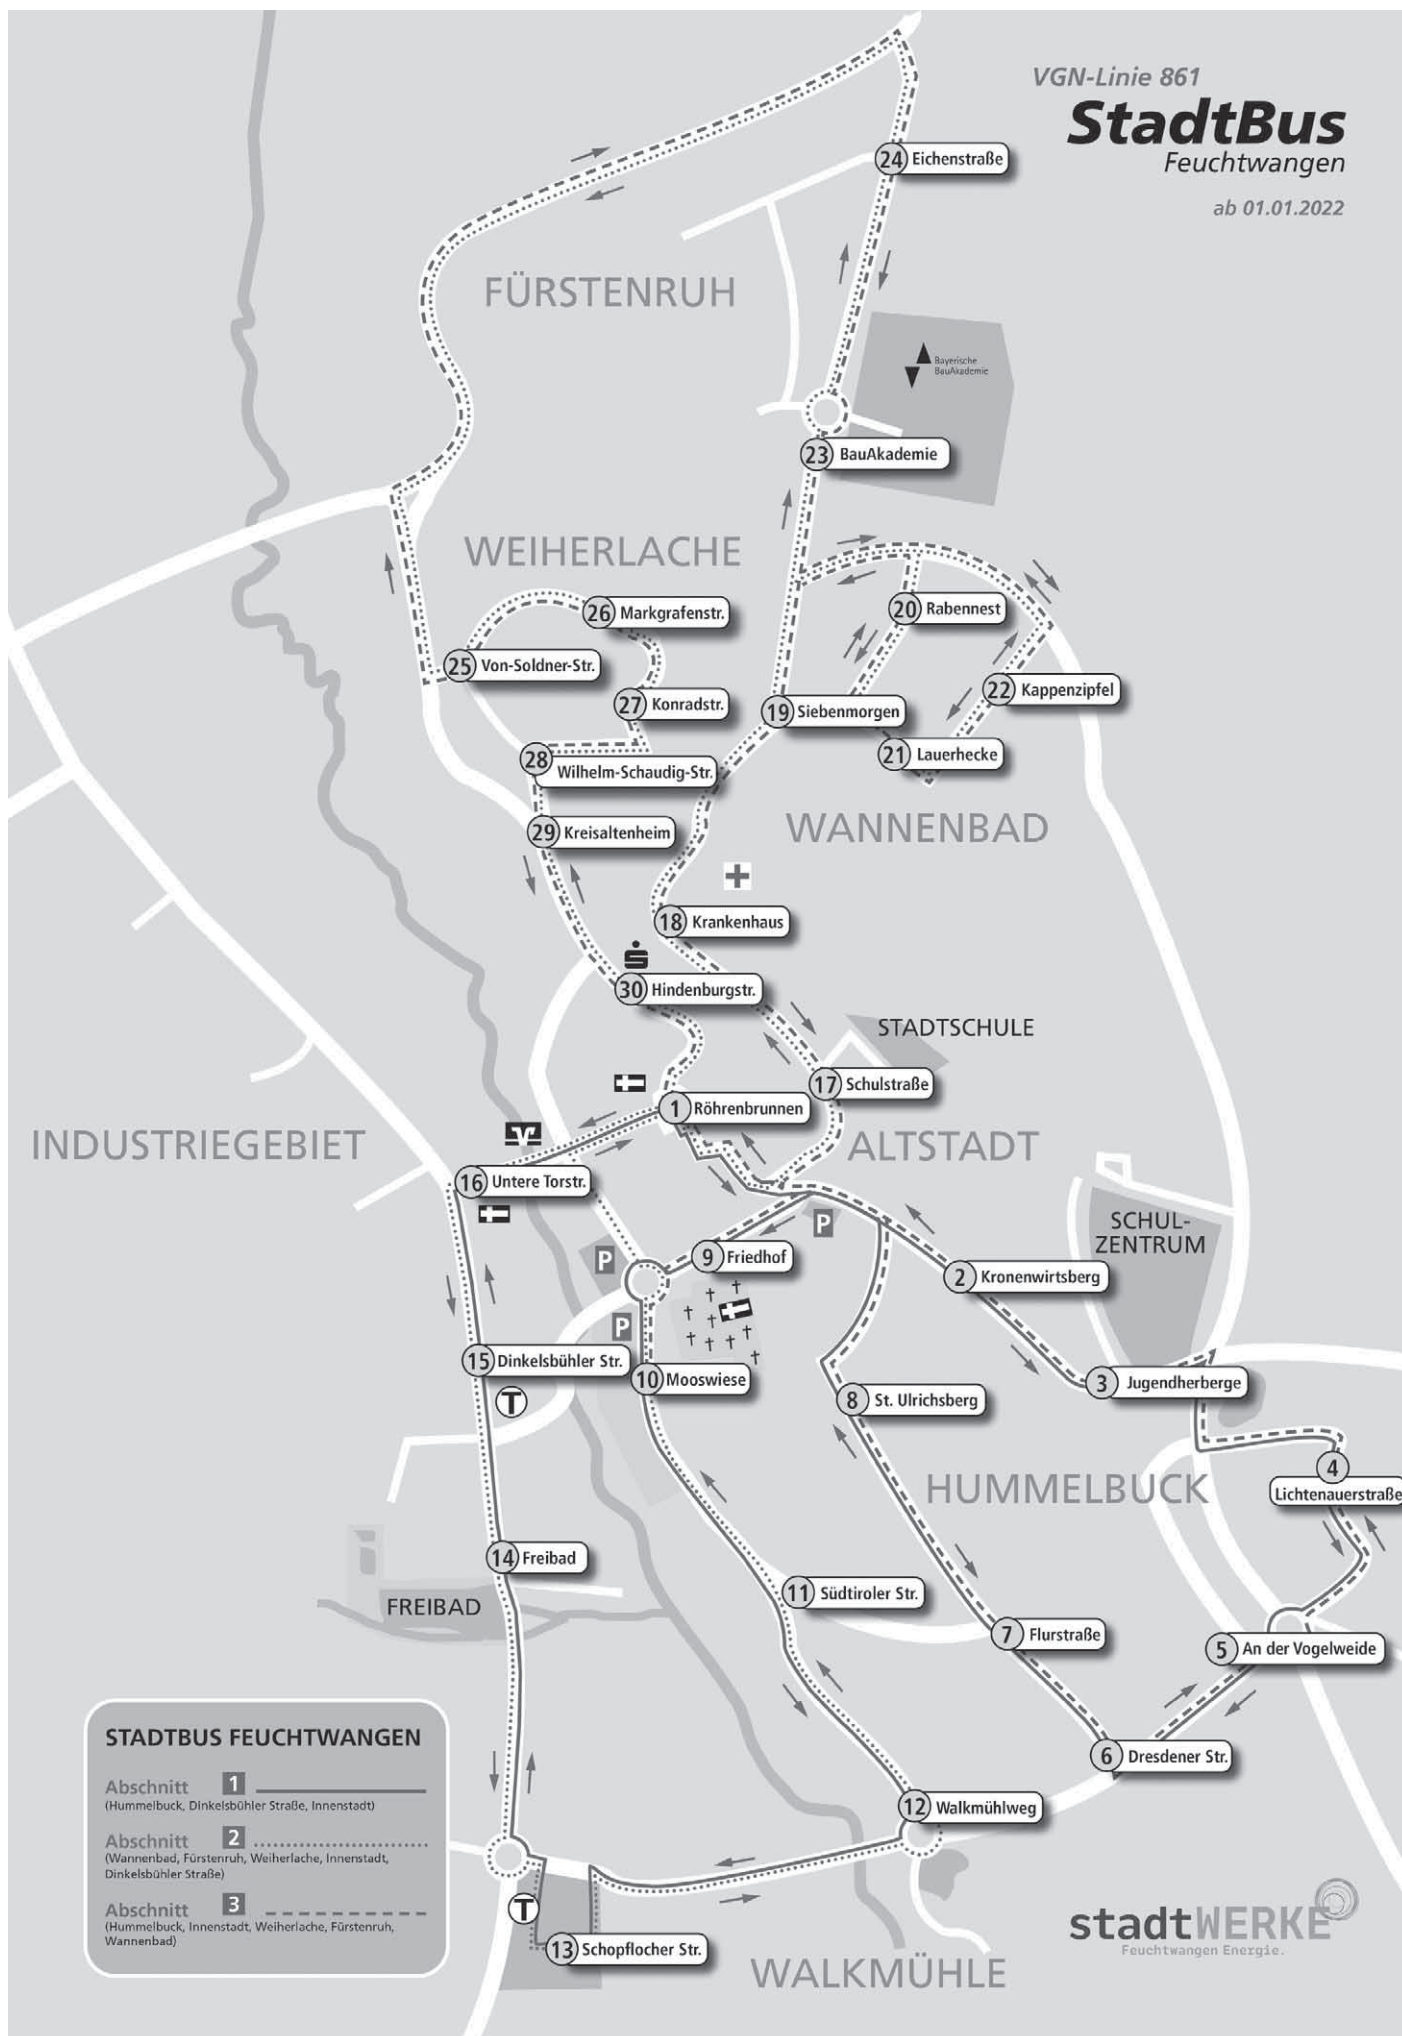 VGN-Linie 861
StadtBus
Feuchtwangen
ab 01.01.2022
24 Eichenstraße
FÜRSTENRUH
Bayerische
BauAkademie
23 BauAkademie
WEIHERLACHE
26 Markgrafenstr.
20 Rabennest
25 Von-Soldner-Str.
22 Kappenzipfel
27 Konradstr.
19 Siebenmorgen
21 Lauerhecke
28 Wilhelm-Schaudig-Str.
29 Kreisaltenheim
WANNENBAD
18 Krankenhaus
30 Hindenburgstr.
STADTSCHULE
17 Schulstraße
1 Röhrenbrunnen
INDUSTRIEGEBIET
ALTSTADT
16 Untere Torstr.
P
SCHUL-
ZENTRUM
P
9 Friedhof
2 Kronenwirtsberg
P
15 Dinkelsbühler Str.
10 Mooswiese
3 Jugendherberge
T
8 St. Ulrichsberg
4
Lichtenauerstraße
HUMMELBUCK
14 Freibad
FREIBAD
11 Südtiroler Str.
7 Flurstraße
5 An der Vogelweide
6 Dresdener Str.
12 Walkmühlweg
T
13 Schopflocher Str.
WALKMÜHLE
STADTBUS FEUCHTWANGEN
Abschnitt 1
(Hummelbuck, Dinkelsbühler Straße, Innenstadt)
Abschnitt 2
(Wannenbad, Fürstenruh, Weiherlache, Innenstadt,
Dinkelsbühler Straße)
Abschnitt 3
(Hummelbuck, Innenstadt, Weiherlache, Fürstenruh,
Wannenbad)
stadtWERKE
Feuchtwangen Energie.